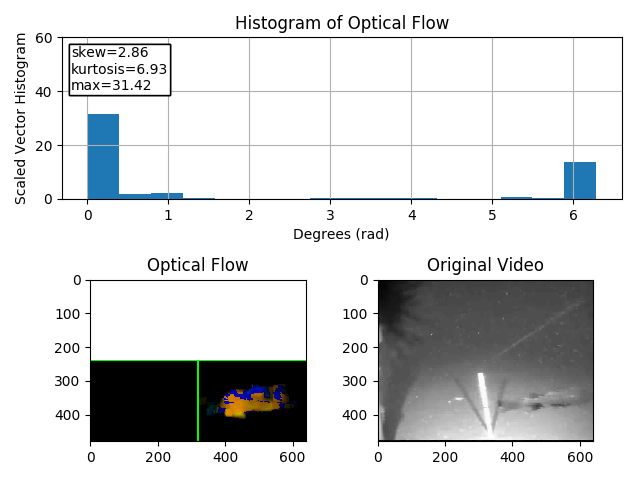 Histogram of Optical Flow
60
40
20
0
Scaled Vector Histogram
skew=2.86
kurtosis=6.93
max=31.42
0 1 2 3 4 5 6
Degrees (rad)
Optical Flow
0
100
200
300
400
0 200 400 600
Original Video
0
100
200
300
400
0 200 400 600